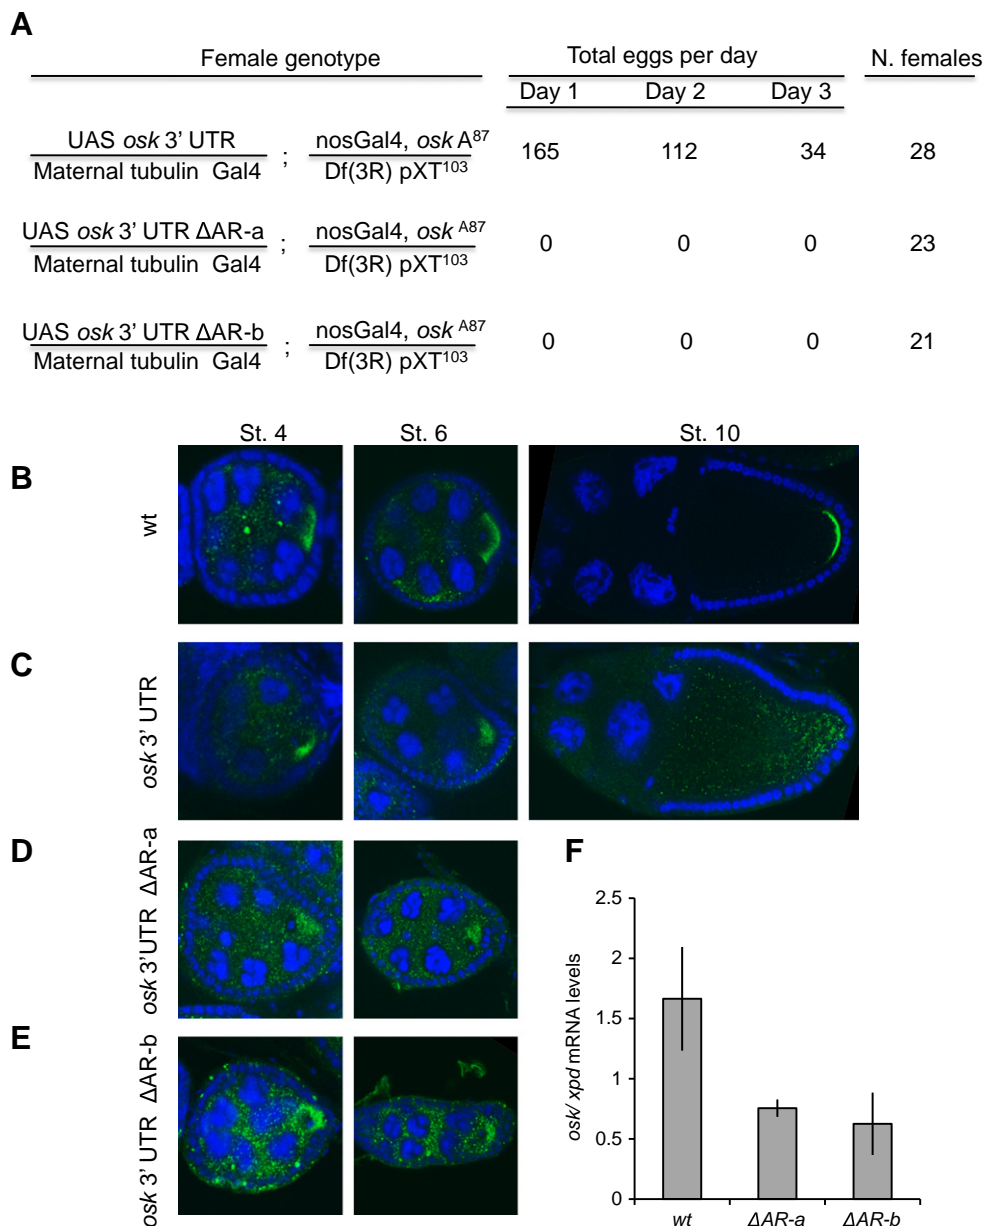 A
Female genotype Total eggs per day N. females
Day 1 Day 2 Day 3
UAS osk 3' UTR ; nosGal4, osk A87 165 112 34 28
Maternal tubulin Gal4 Df(3R) pXT103
UAS osk 3' UTR ΔAR-a ; nosGal4, osk A87 0 0 0 23
Maternal tubulin Gal4 Df(3R) pXT103
UAS osk 3' UTR ΔAR-b ; nosGal4, osk A87 0 0 0 21
Maternal tubulin Gal4 Df(3R) pXT103
St. 4 St. 6 St. 10
B
wt
C
osk 3' UTR
D
osk 3'UTR ΔAR-a
E
osk 3' UTR ΔAR-b
F
osk/ xpd mRNA levels
2.5
2
1.5
1
0.5
0
wt ΔAR-a ΔAR-b